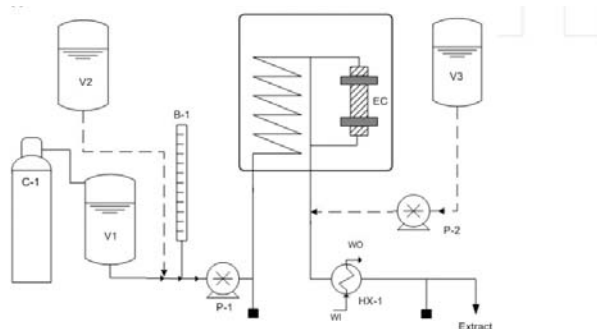 V2
V3
B-1
EC
C-1
V1
P-2
WO
P-1
HX-1
WI
Extract